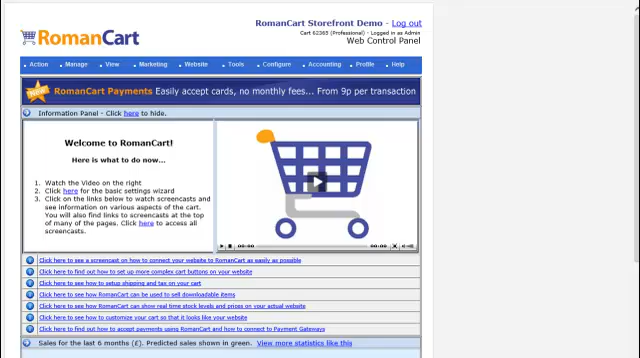 RomanCart Storefront Demo - Log out
Cart 62365 (Professional) - Logged in as Admin
RomanCart
Web Control Panel
Action Manage View Marketing Website Tools Configure Accounting Profile Help
New RomanCart Payments Easily accept cards, no monthly fees... From 9p per transaction
Information Panel - Click here to hide.
Welcome to RomanCart!
Here is what to do now...
1. Watch the Video on the right
2. Click here for the basic settings wizard
3. Click on the links below to watch screencasts and
see information on various aspects of the cart.
You will also find links to screencasts at the top
of many of the pages. Click here to access all
screencasts.
00:00 00:00
Click here to see a screencast on how to connect your website to RomanCart as easily as possible
Click here to find out how to set up more complex cart buttons on your website
Click here to see how to setup shipping and tax on your cart
Click here to see how RomanCart can be used to sell downloadable items
Click here to see how RomanCart can show real time stock levels and prices on your actual website
Click here to see how to customize your cart so that it looks like your website
Click here to find out how to accept payments using RomanCart and how to connect to Payment Gateways
Sales for the last 6 months (£). Predicted sales shown in green. View more statistics like this